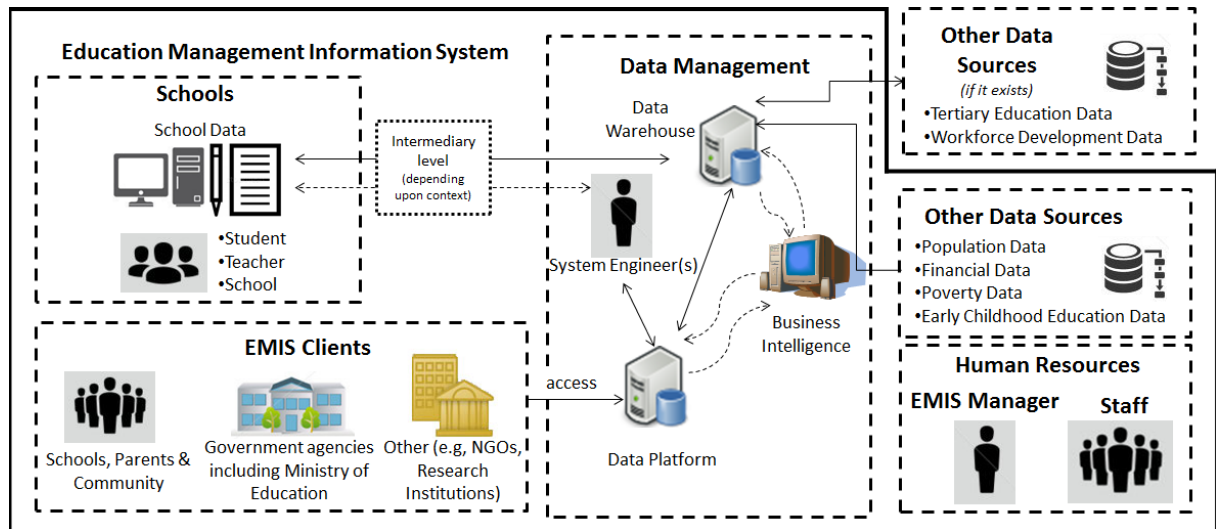 Education Management Information System
Schools
School Data
•Student
•Teacher
•School
Intermediary
level
(depending
upon context)
Data Management
Data
Warehouse
System Engineer(s)
Business
Intelligence
Data Platform
Other Data
Sources
(if it exists)
•Tertiary Education Data
•Workforce Development Data
Other Data Sources
•Population Data
•Financial Data
•Poverty Data
•Early Childhood Education Data
EMIS Clients
Schools, Parents &
Community
Government agencies
including Ministry of
Education
Other (e.g, NGOs,
Research
Institutions)
access
Human Resources
EMIS Manager
Staff